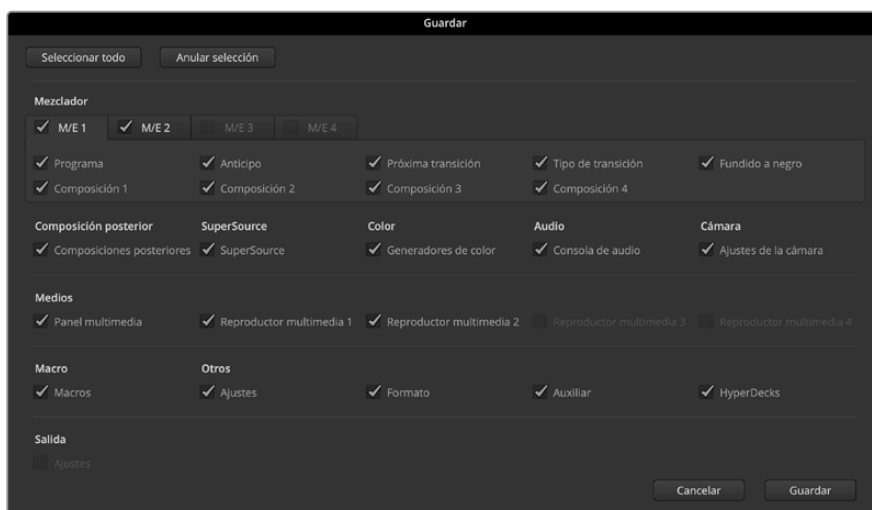 Guardar
Seleccionar todo Anular selección
Mezclador
M/E 1 M/E 2 M/E 3 M/E 4
Programa Anticipo Próxima transición Tipo de transición Fundido a negro
Composición 1 Composición 2 Composición 3 Composición 4
Composición posterior SuperSource Color Audio Cámara
Composiciones posteriores SuperSource Generadores de color Consola de audio Ajustes de la cámara
Medios
Panel multimedia Reproductor multimedia 1 Reproductor multimedia 2 Reproductor multimedia 3 Reproductor multimedia 4
Macro Otros
Macros Ajustes Formato Auxiliar HyperDecks
Salida
Ajustes
Cancelar Guardar